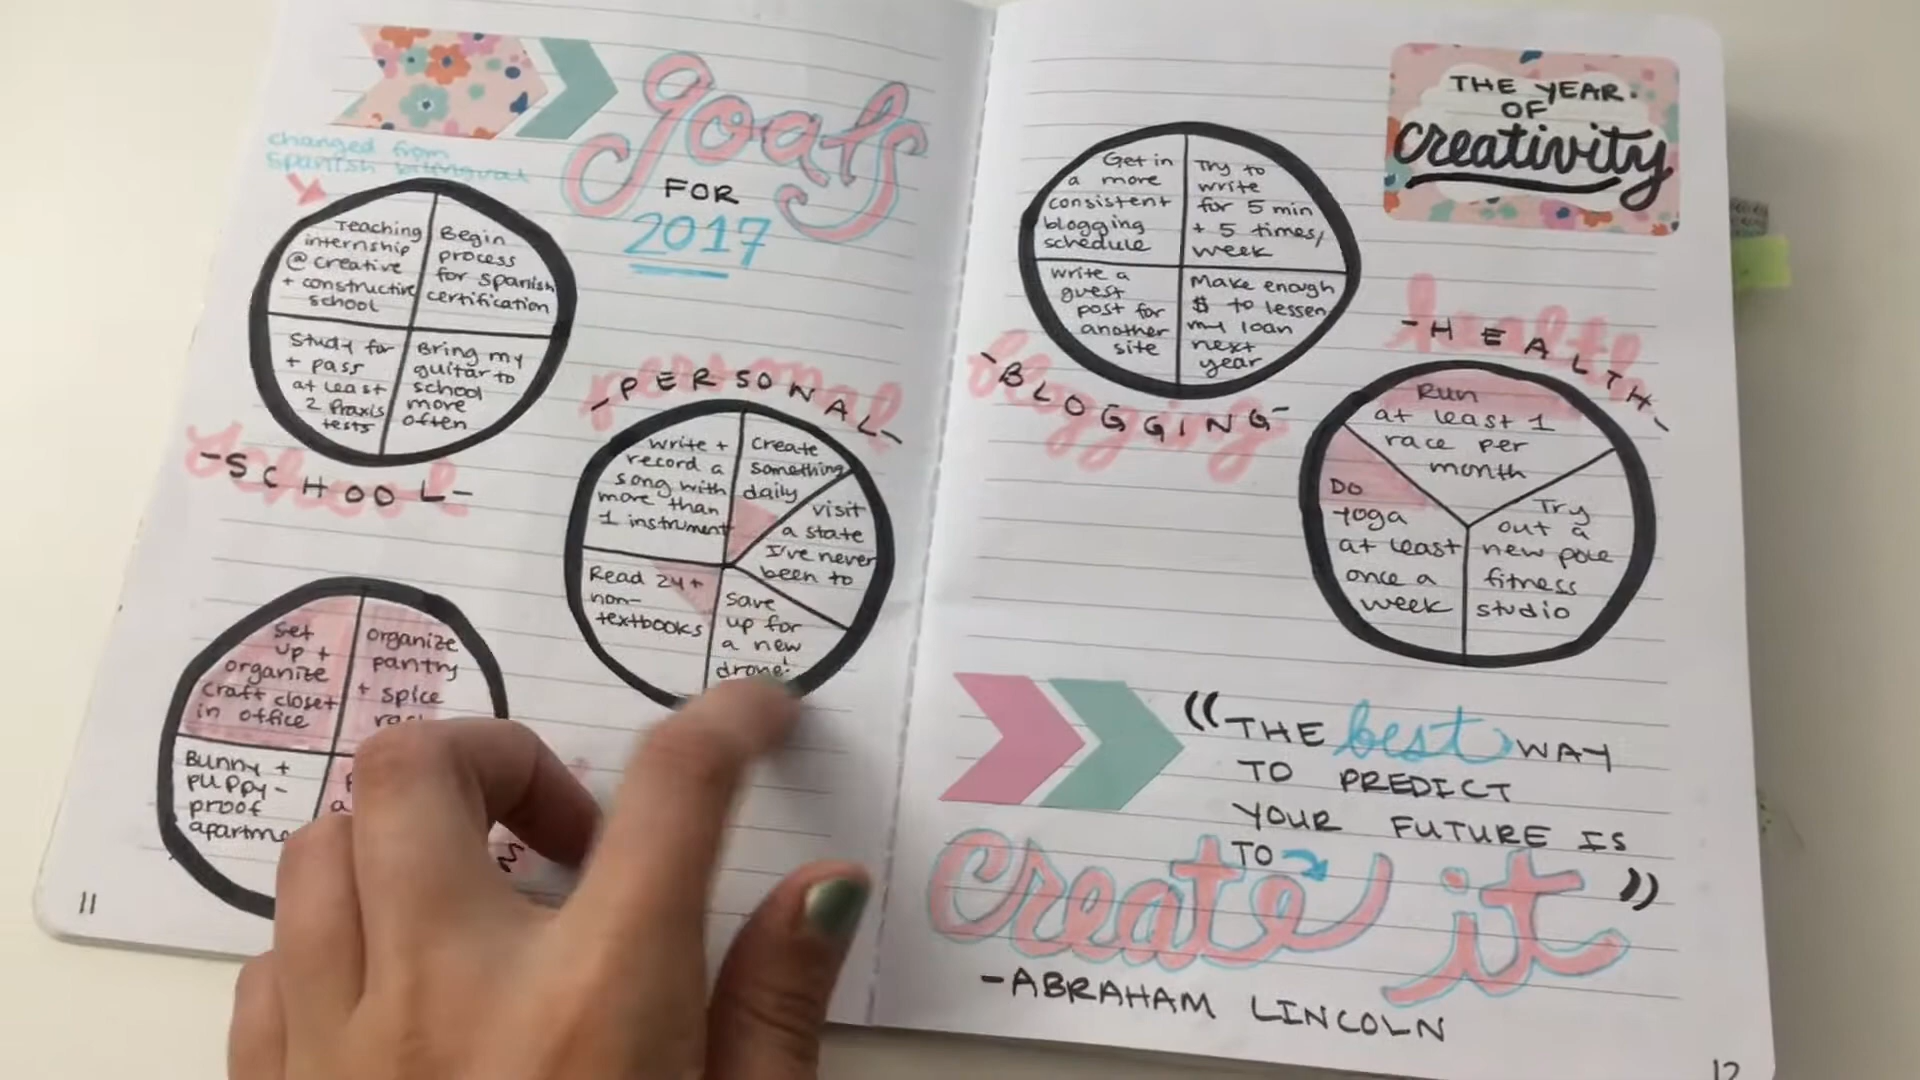 goals
FOR
2017
changed from
Spanish bilingual
Teaching
internship
@ creative
+ constructive
school
Begin
process
for spanish
certification
Study for
+ pass
at least
2 Praxis
tests
Bring my
guitar to
school
more
often
school
-SCHOOL-
personal
-PERSONAL-
Write +
record a
song with
more than
1 instrument
Create
something
daily
visit
a state
I've never
been to
Read 24+
non-
textbooks
Save
up for
a new
drone!
Set
up +
organize
craft closet
in office
organize
pantry
+ spice
Bunny +
puppy-
proof
11
THE YEAR
OF
creativity
Get in
a more
consistent
blogging
schedule
Try to
write
for 5 min
+ 5 times/
week
write a
guest
post for
another
site
Make enough
$ to lessen
my loan
next
year
blogging
-BLOGGING-
health
-HEALTH-
Run
at least 1
race per
month
Do
yoga
at least
once a
week
Try
out a
new pole
fitness
studio
"THE best WAY
TO PREDICT
YOUR FUTURE IS
TO
create it"
-ABRAHAM LINCOLN
12